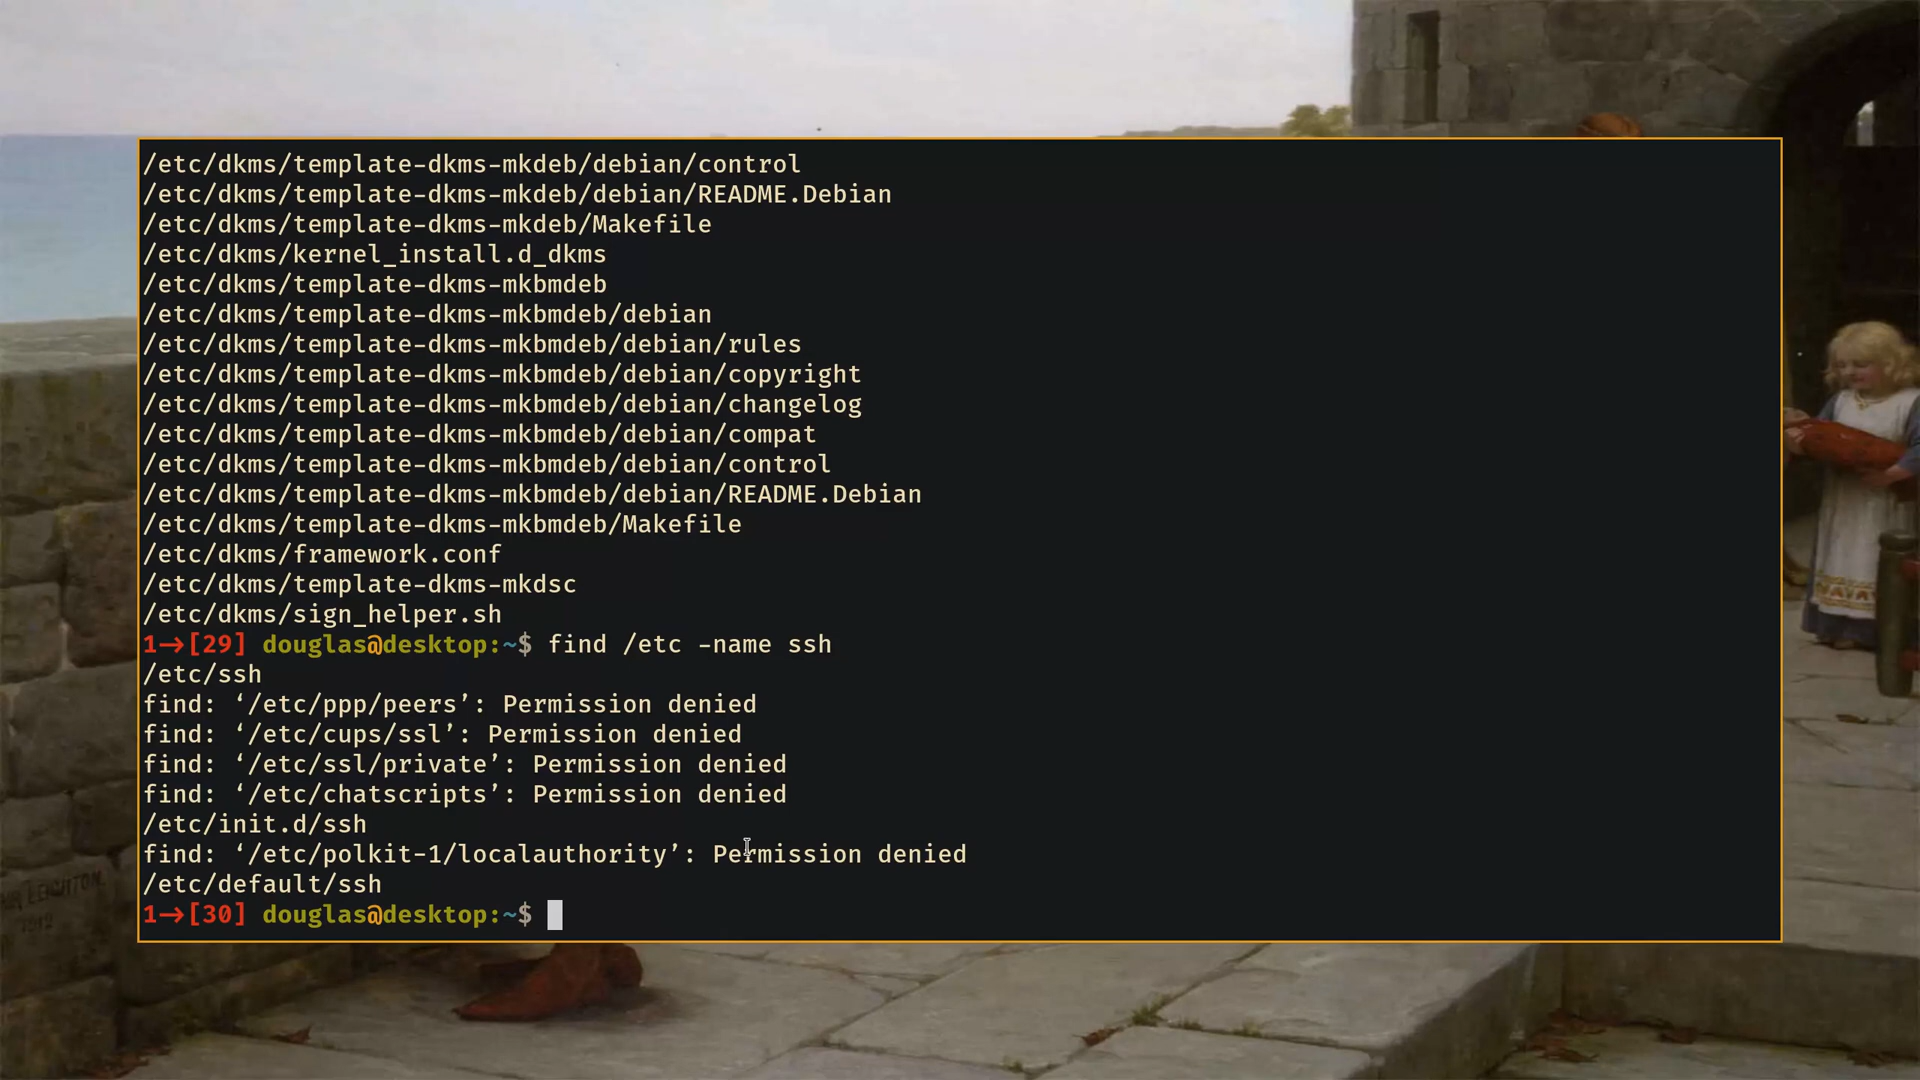 /etc/dkms/template-dkms-mkdeb/debian/control
/etc/dkms/template-dkms-mkdeb/debian/README.Debian
/etc/dkms/template-dkms-mkdeb/Makefile
/etc/dkms/kernel_install.d_dkms
/etc/dkms/template-dkms-mkbmdeb
/etc/dkms/template-dkms-mkbmdeb/debian
/etc/dkms/template-dkms-mkbmdeb/debian/rules
/etc/dkms/template-dkms-mkbmdeb/debian/copyright
/etc/dkms/template-dkms-mkbmdeb/debian/changelog
/etc/dkms/template-dkms-mkbmdeb/debian/compat
/etc/dkms/template-dkms-mkbmdeb/debian/control
/etc/dkms/template-dkms-mkbmdeb/debian/README.Debian
/etc/dkms/template-dkms-mkbmdeb/Makefile
/etc/dkms/framework.conf
/etc/dkms/template-dkms-mkdsc
/etc/dkms/sign_helper.sh
1→[29] douglas@desktop:~$ find /etc -name ssh
/etc/ssh
find: ‘/etc/ppp/peers’: Permission denied
find: ‘/etc/cups/ssl’: Permission denied
find: ‘/etc/ssl/private’: Permission denied
find: ‘/etc/chatscripts’: Permission denied
/etc/init.d/ssh
find: ‘/etc/polkit-1/localauthority’: Permission denied
/etc/default/ssh
1→[30] douglas@desktop:~$